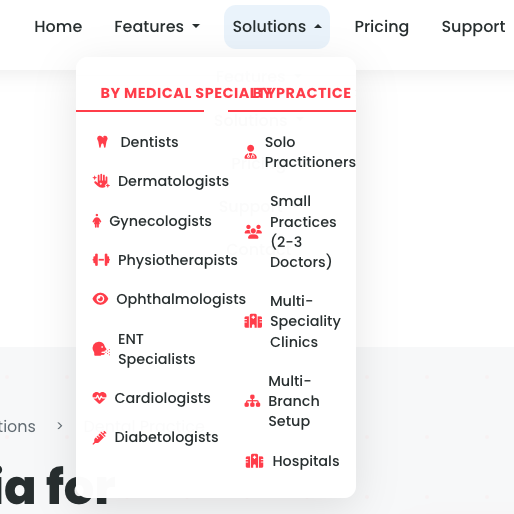 Home Features Solutions Pricing Support
BY MEDICAL SPECIALTY
Dentists
Dermatologists
Gynecologists
Physiotherapists
Ophthalmologists
ENT
Specialists
Cardiologists
Diabetologists
BY PRACTICE
Solo
Practitioners
Small
Practices
(2-3
Doctors)
Multi-
Speciality
Clinics
Multi-
Branch
Setup
Hospitals
tions >
ia for